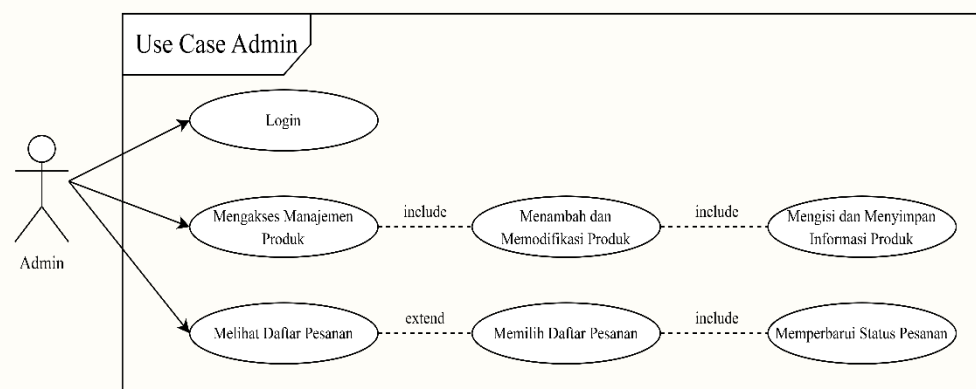 Use Case Admin
Login
Admin
Mengakses Manajemen
Produk
include
Menambah dan
Memodifikasi Produk
include
Mengisi dan Menyimpan
Informasi Produk
Melihat Daftar Pesanan
extend
Memilih Daftar Pesanan
include
Memperbarui Status Pesanan